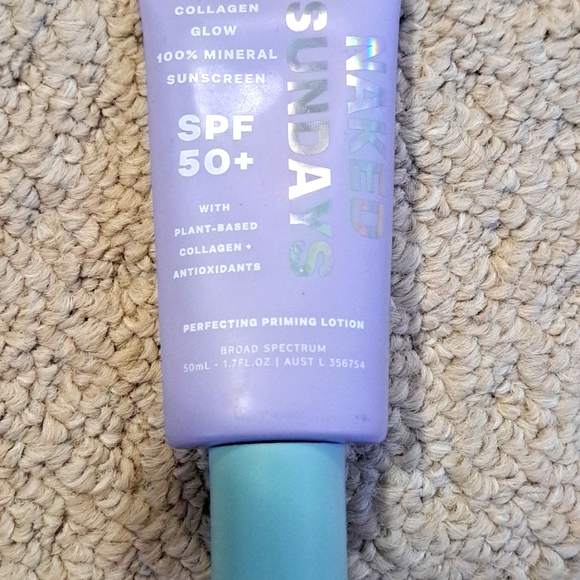 COLLAGEN
GLOW
100% MINERAL
SUNSCREEN
SPF
50+
WITH
PLANT-BASED
COLLAGEN +
ANTIOXIDANTS
NAKED
SUNDAYS
PERFECTING PRIMING LOTION
BROAD SPECTRUM
50mL - 1.7FL.OZ | AUST L 356754